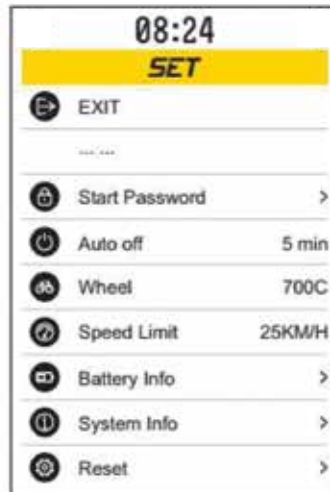 08:24
SET
EXIT
... ...
Start Password >
Auto off 5 min
Wheel 700C
Speed Limit 25KM/H
Battery Info >
System Info >
Reset >